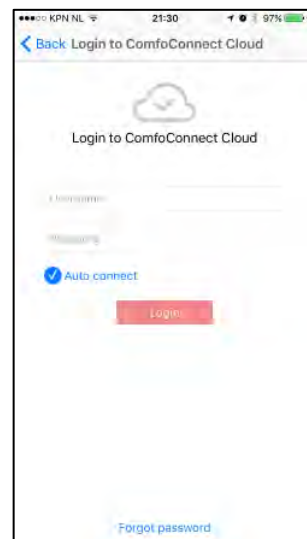 KPN NL 21:30 97%
Back Login to ComfoConnect Cloud
Login to ComfoConnect Cloud
Username
Password
Auto connect
Login
Forgot password